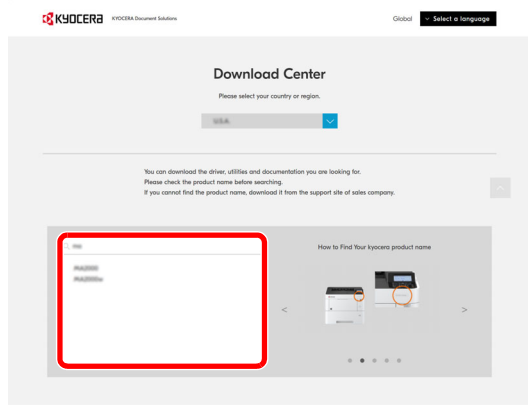 KYOCERA KYOCERA Document Solutions
Global Select a language
Download Center
Please select your country or region.
You can download the driver, utilities and documentation you are looking for.
Please check the product name before searching.
If you cannot find the product name, download it from the support site of sales company.
How to Find Your kyocera product name
< >